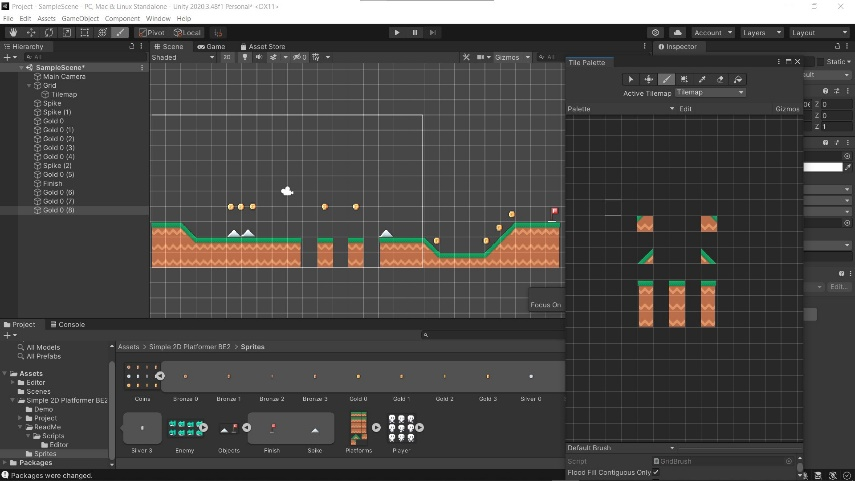 Project - SampleScene - PC, Mac & Linux Standalone - Unity 2020.3.48f1 Personal* <DX11>
File Edit Assets GameObject Component Window Help
Pivot Local Account Layers Layout
Hierarchy Scene Game Asset Store Inspector
All Shaded 2D 0 Gizmos All
Tile Palette Static
SampleScene*
Main Camera
Grid
Tilemap
Spike
Spike (1)
Gold 0
Gold 0 (1)
Gold 0 (2)
Gold 0 (3)
Gold 0 (4)
Spike (2)
Gold 0 (5)
Finish
Gold 0 (6)
Gold 0 (7)
Gold 0 (8)
Active Tilemap Tilemap
Palette Edit Gizmos
Z 0
Z 0
Z 1
Edit...
Focus On
Project Console
All Models
All Prefabs
Assets
Editor
Scenes
Simple 2D Platformer BE2
Demo
Project
ReadMe
Scripts
Editor
Sprites
Packages
Assets Simple 2D Platformer BE2 Sprites
Coins Bronze 0 Bronze 1 Bronze 2 Bronze 3 Gold 0 Gold 1 Gold 2 Gold 3 Silver 0
Silver 3 Enemy Objects Finish Spike Platforms Player
Default Brush
Script GridBrush
Flood Fill Contiguous Only
Packages were changed.